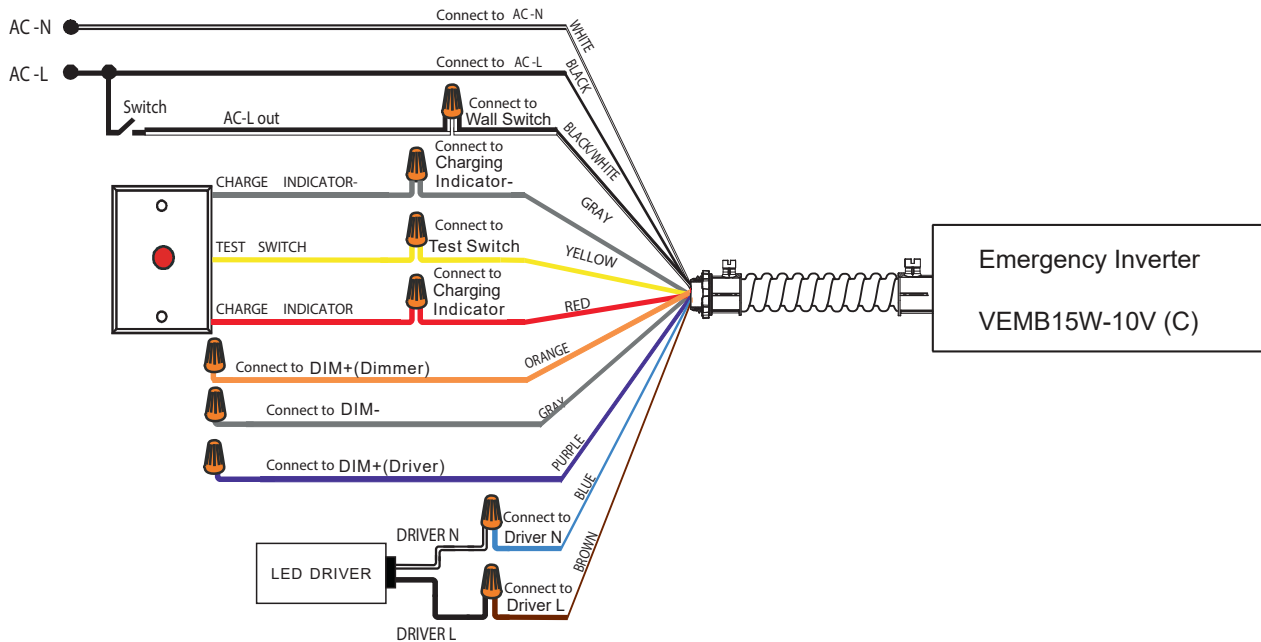 AC-N
Connect to AC-N
WHITE
AC-L
Connect to AC-L
BLACK
Switch
AC-L out
Connect to
Wall Switch
BLACK/WHITE
CHARGE INDICATOR-
Connect to
Charging
Indicator-
GRAY
TEST SWITCH
Connect to
Test Switch
YELLOW
CHARGE INDICATOR
Connect to
Charging
Indicator
RED
Emergency Inverter
VEMB15W-10V (C)
Connect to DIM+(Dimmer)
ORANGE
Connect to DIM-
GRAY
Connect to DIM+(Driver)
PURPLE
LED DRIVER
DRIVER N
Connect to
Driver N
BLUE
DRIVER L
Connect to
Driver L
BROWN